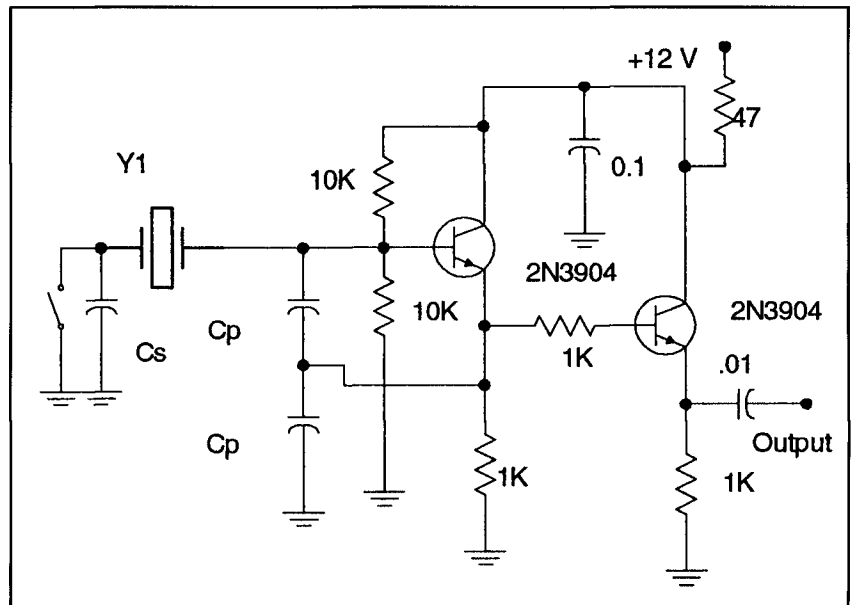 +12 V
47
Y1
0.1
10K
2N3904
10K
2N3904
Cp
1K
.01
Cs
Output
Cp
1K
1K